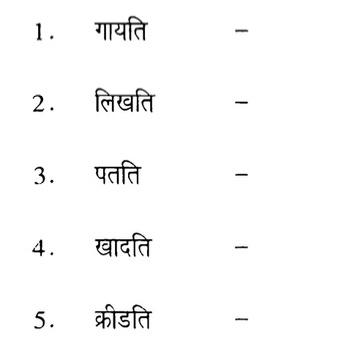 1. गायति –
2. लिखति –
3. पतति –
4. खादति –
5. क्रीडति –